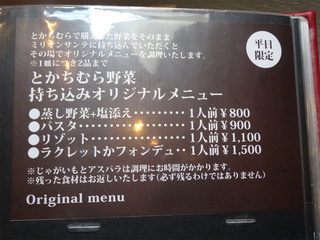 とかちむらで購入した野菜をそのまま
ミリオンサンテに持ち込んでいただくと
その場でオリジナルメニューを調理いたします。
※1皿につき2品まで
平日
限定
とかちむら野菜
持ち込みオリジナルメニュー
●蒸し野菜+塩添え・・・・・・・・・1人前¥800
●パスタ・・・・・・・・・・・・・・・1人前¥900
●リゾット・・・・・・・・・・・・・・1人前¥1,100
●ラクレットかフォンデュ・・1人前¥1,500
※じゃがいもとアスパラは調理にお時間がかかります。
※残った食材はお返しいたします(必ず残るわけではありません)
Original menu